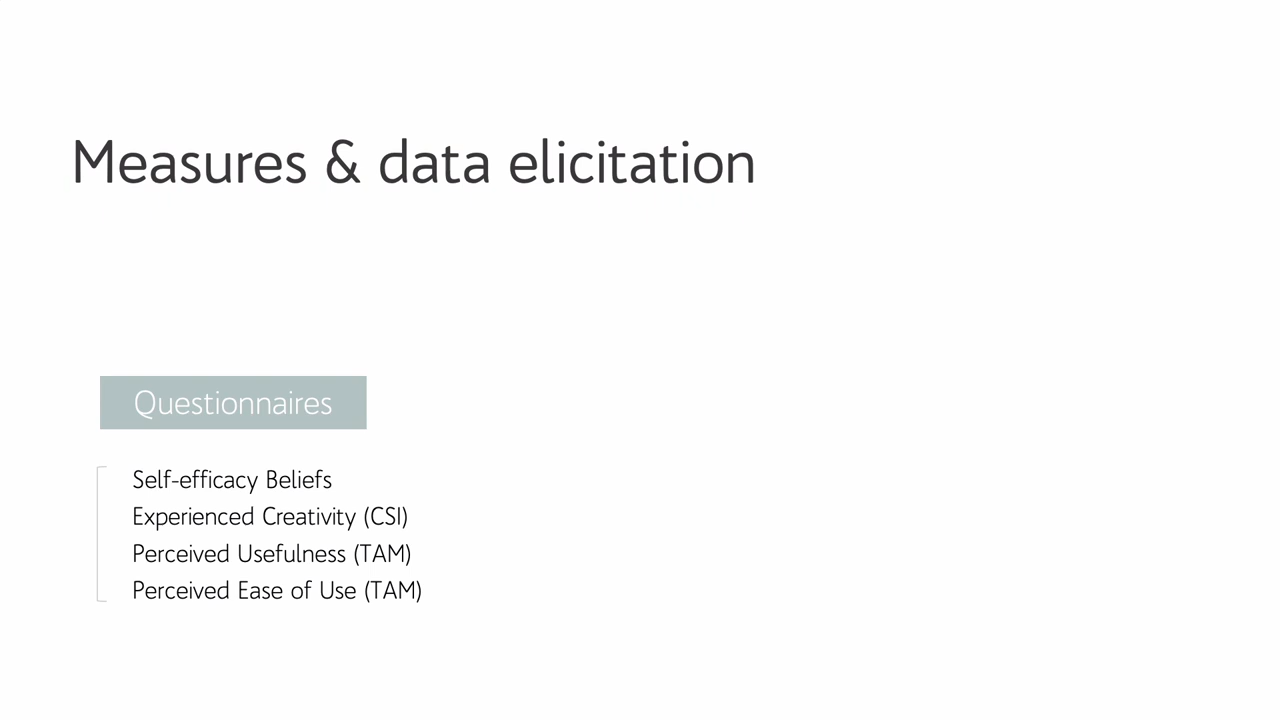 Measures & data elicitation
Questionnaires
Self-efficacy Beliefs
Experienced Creativity (CSI)
Perceived Usefulness (TAM)
Perceived Ease of Use (TAM)